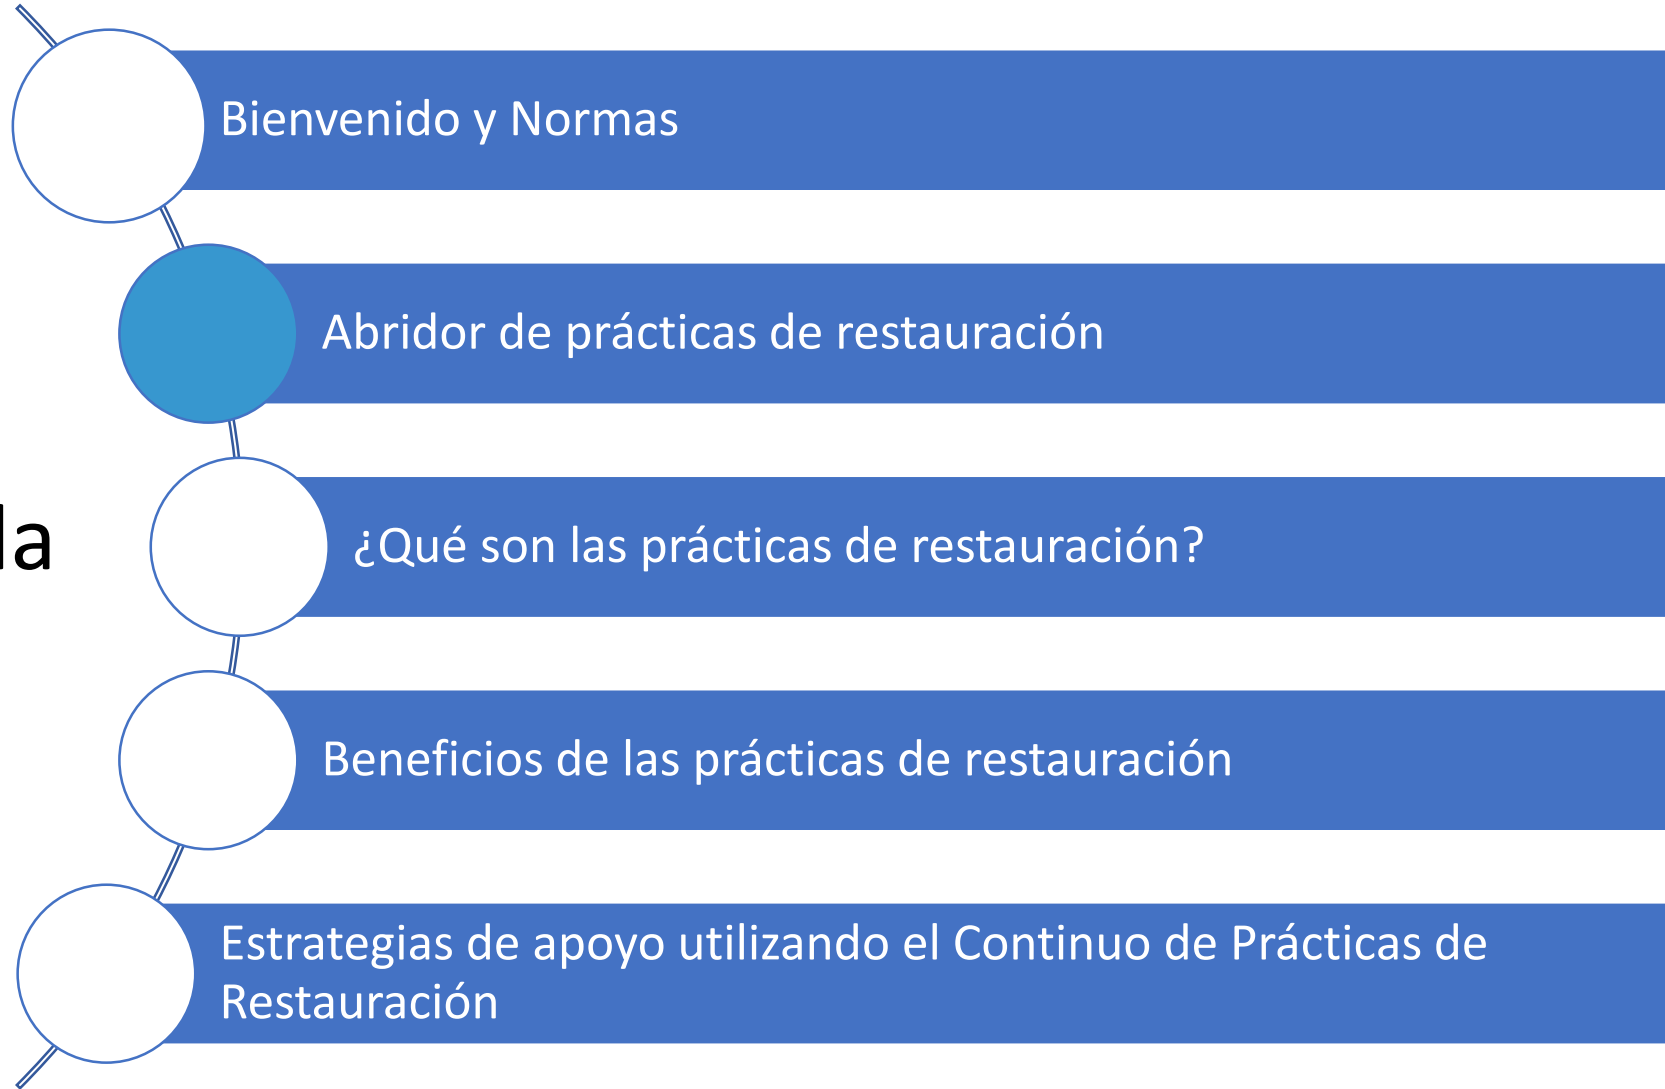 Bienvenido y Normas
Abridor de prácticas de restauración
da
¿Qué son las prácticas de restauración?
Beneficios de las prácticas de restauración
Estrategias de apoyo utilizando el Continuo de Prácticas de
Restauración